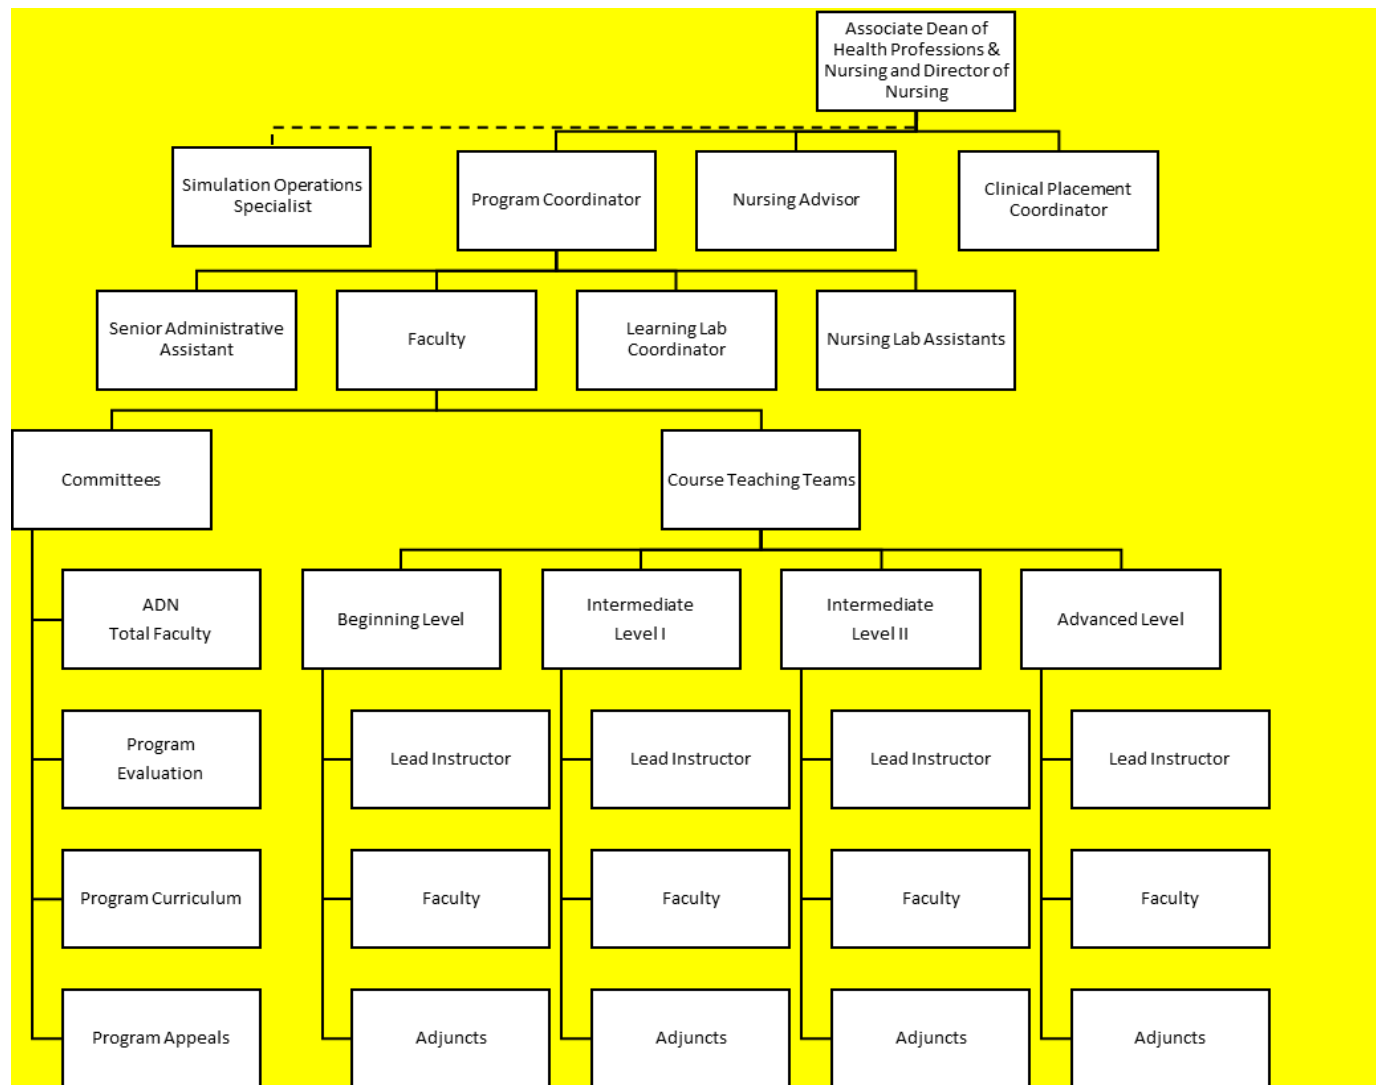 Associate Dean of
Health Professions &
Nursing and Director of
Nursing
Simulation Operations
Specialist
Program Coordinator
Nursing Advisor
Clinical Placement
Coordinator
Senior Administrative
Assistant
Faculty
Learning Lab
Coordinator
Nursing Lab Assistants
Committees
Course Teaching Teams
ADN
Total Faculty
Beginning Level
Intermediate
Level I
Intermediate
Level II
Advanced Level
Program
Evaluation
Lead Instructor
Lead Instructor
Lead Instructor
Lead Instructor
Program Curriculum
Faculty
Faculty
Faculty
Faculty
Program Appeals
Adjuncts
Adjuncts
Adjuncts
Adjuncts